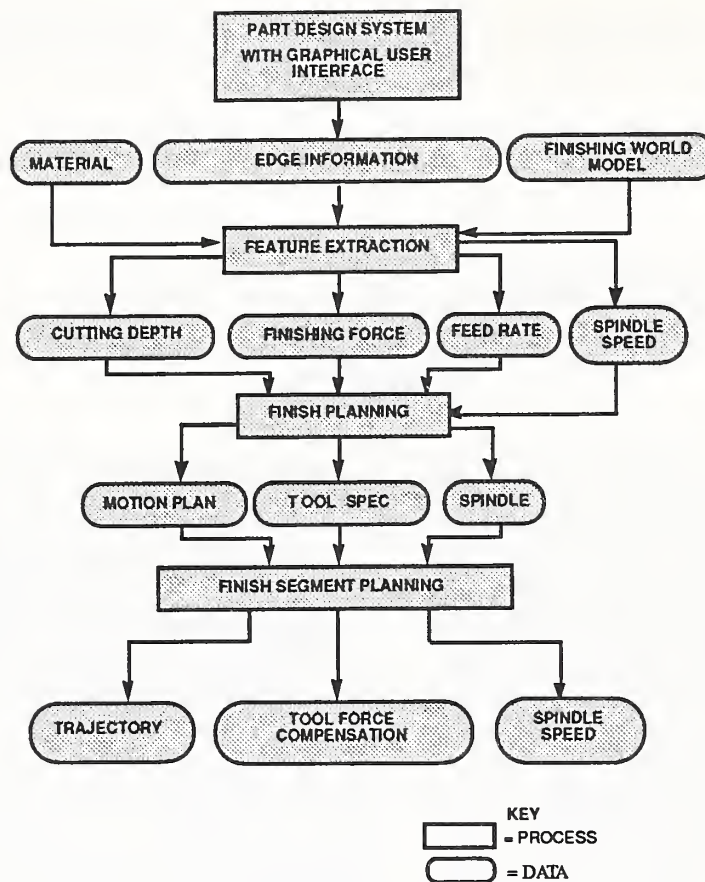 PART DESIGN SYSTEM
WITH GRAPHICAL USER
INTERFACE
MATERIAL
EDGE INFORMATION
FINISHING WORLD
MODEL
FEATURE EXTRACTION
CUTTING DEPTH
FINISHING FORCE
FEED RATE
SPINDLE
SPEED
FINISH PLANNING
MOTION PLAN
TOOL SPEC
SPINDLE
FINISH SEGMENT PLANNING
TRAJECTORY
TOOL FORCE
COMPENSATION
SPINDLE
SPEED
KEY
= PROCESS
= DATA